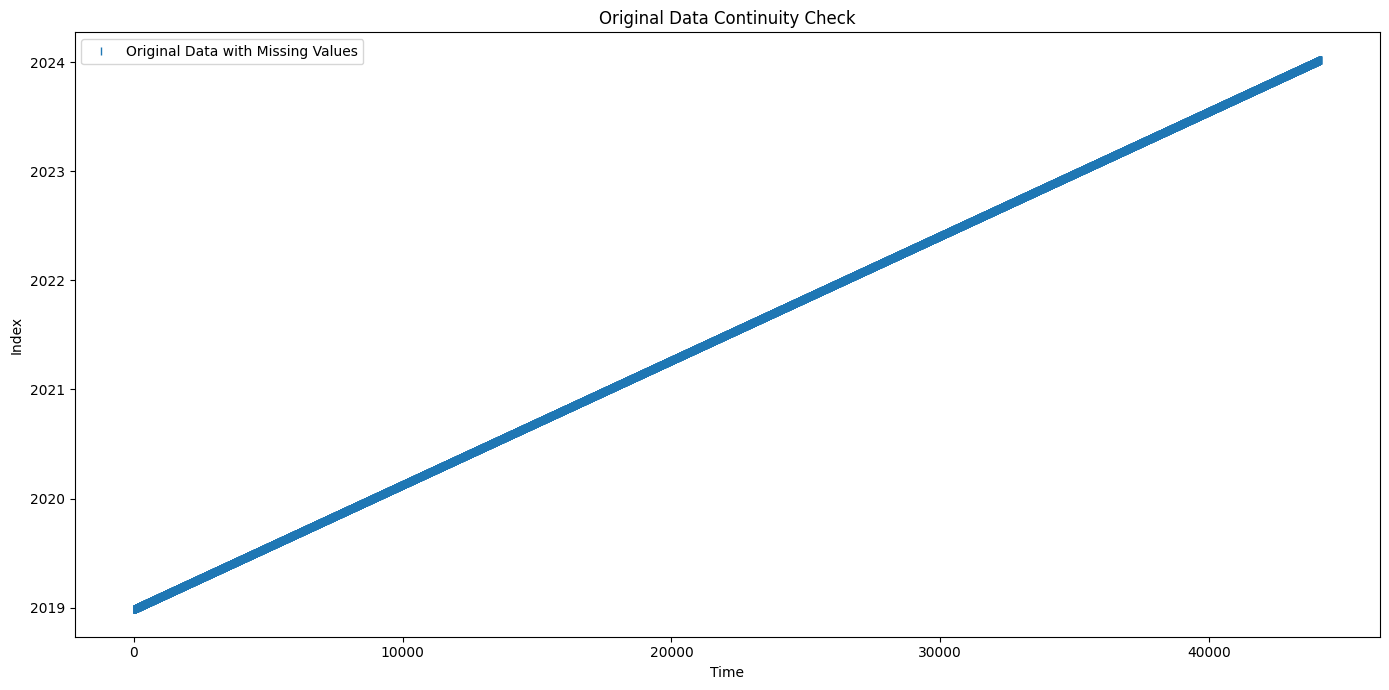 Original Data Continuity Check
Original Data with Missing Values
2024
2023
2022
2021
2020
2019
Index
0 10000 20000 30000 40000
Time